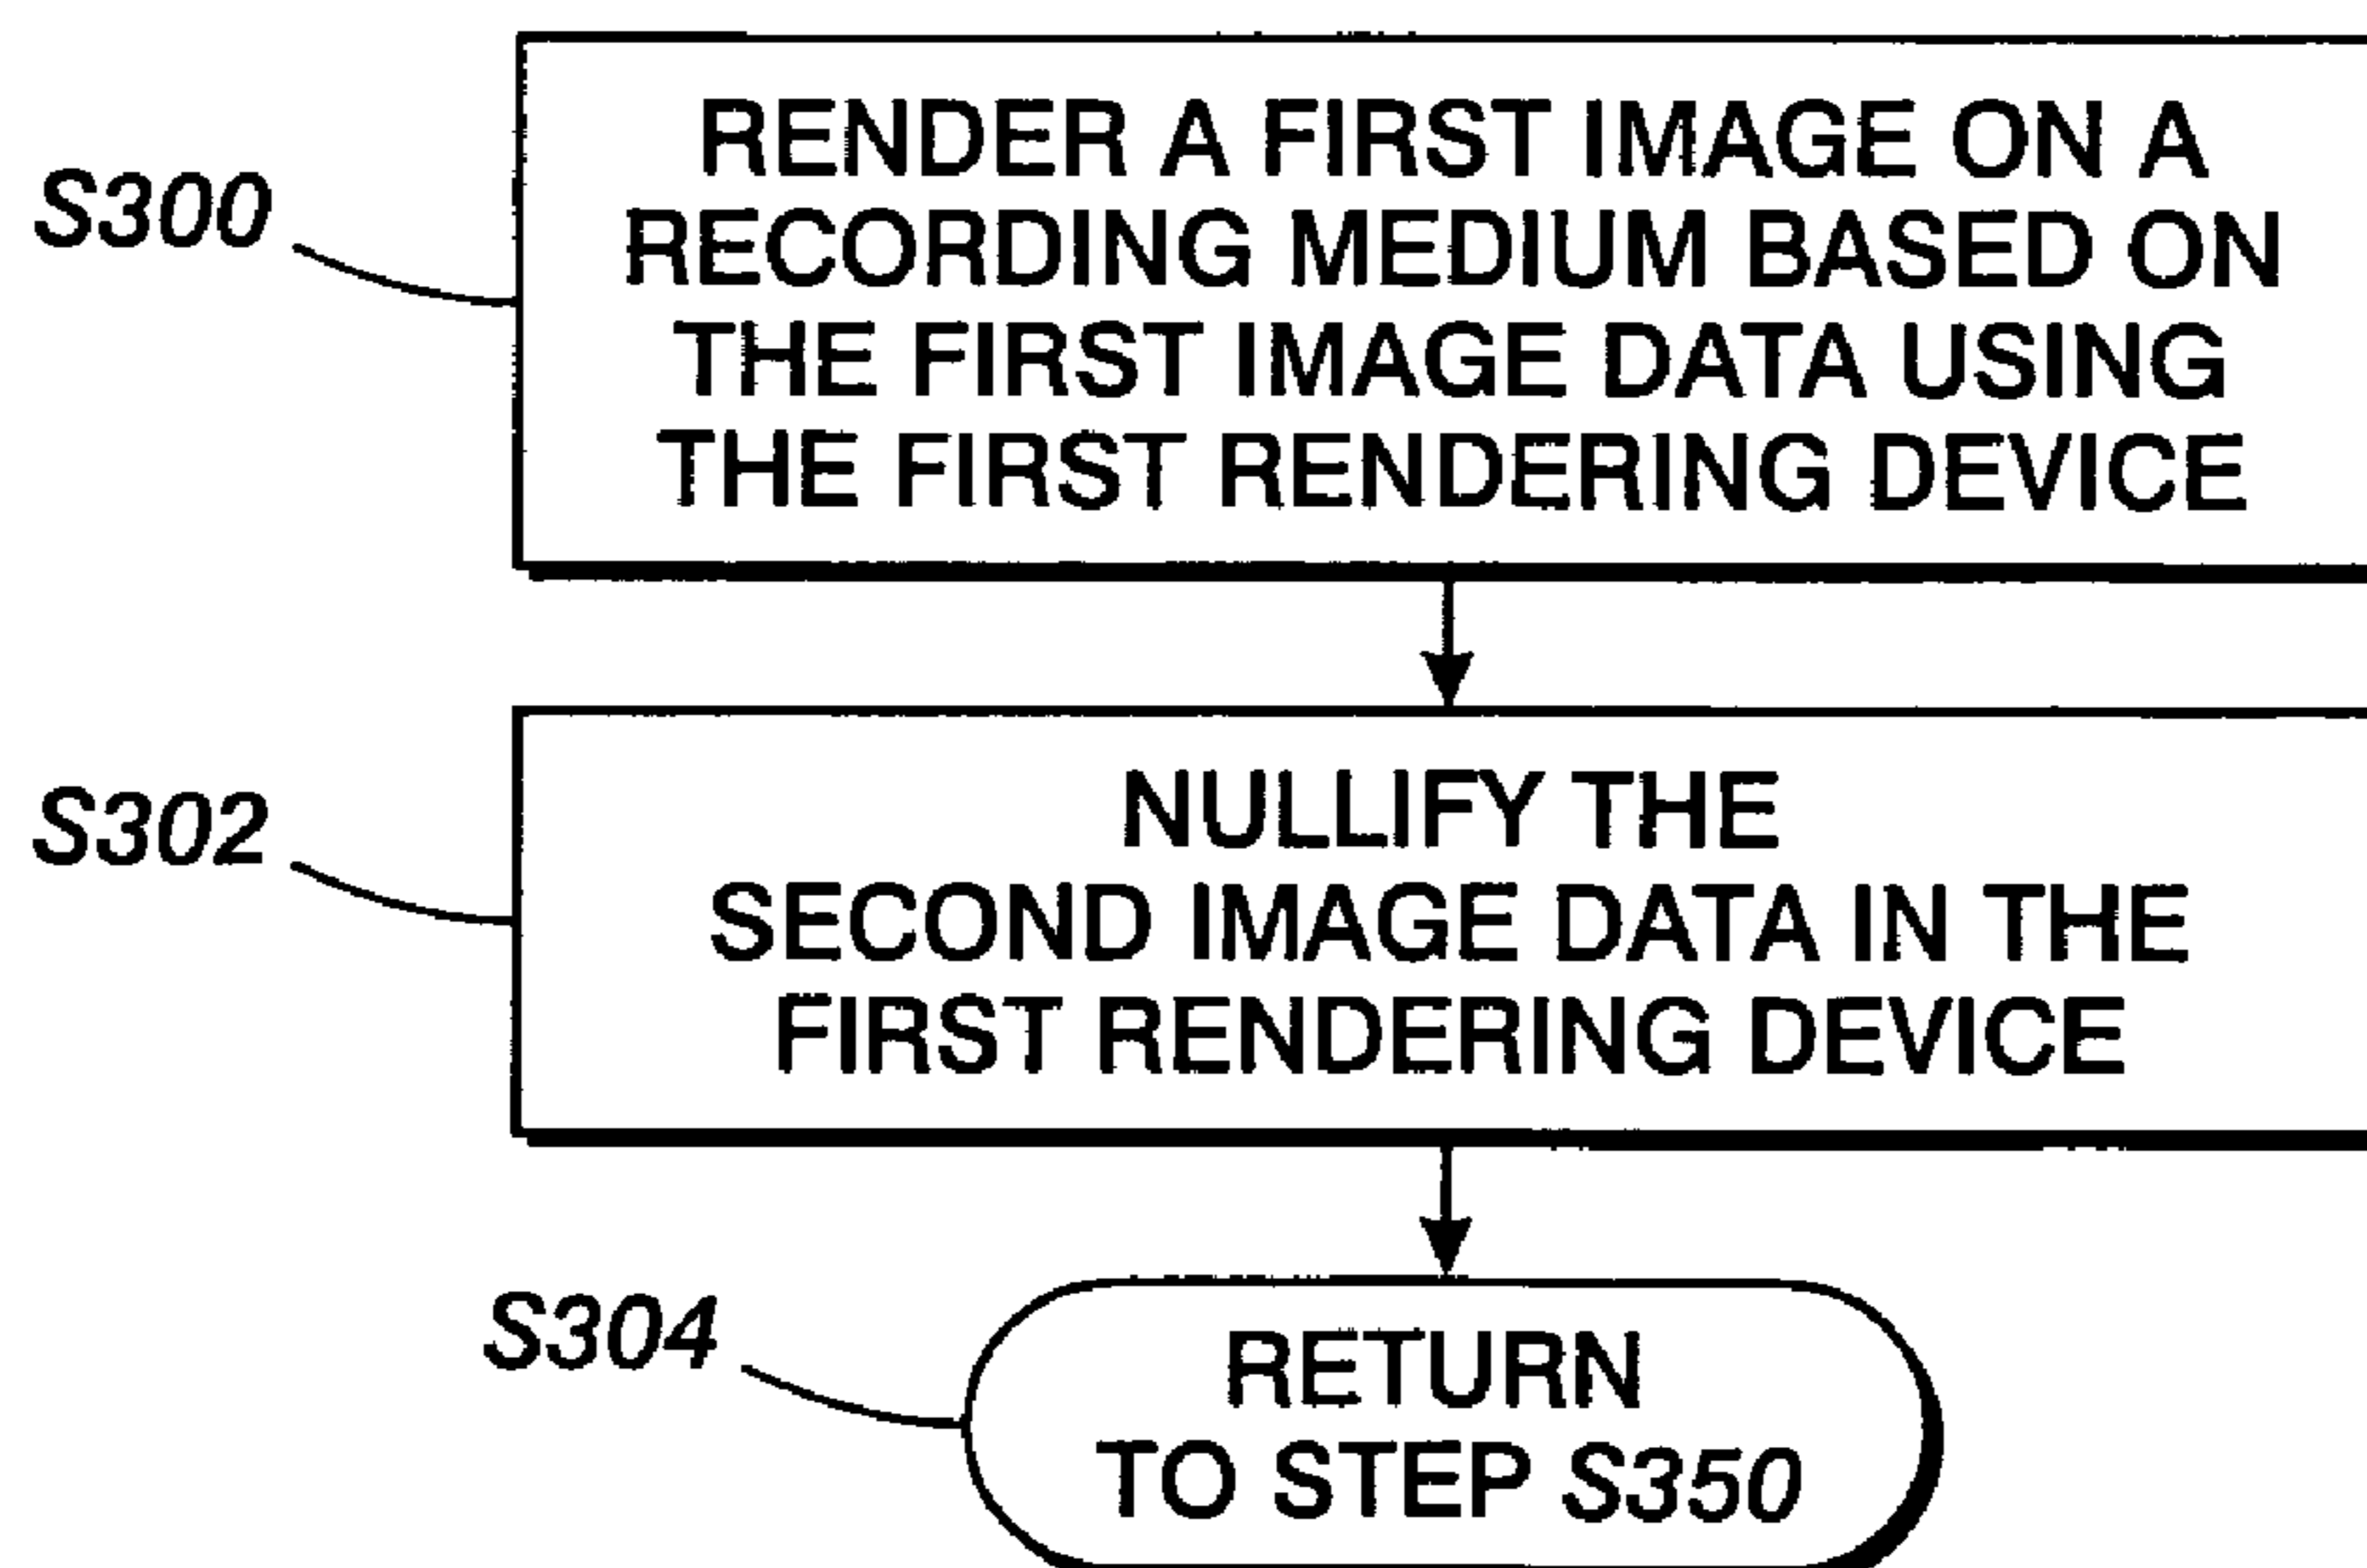 S300
RENDER A FIRST IMAGE ON A
RECORDING MEDIUM BASED ON
THE FIRST IMAGE DATA USING
THE FIRST RENDERING DEVICE
S302
NULLIFY THE
SECOND IMAGE DATA IN THE
FIRST RENDERING DEVICE
S304
RETURN
TO STEP S350